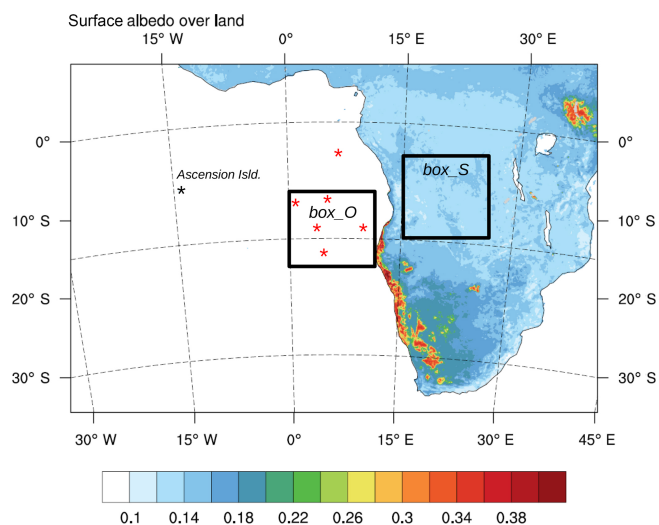 Surface albedo over land
15° W 0° 15° E 30° E
0° 0°
Ascension Isld.
box_S
10° S 10° S
box_O
20° S 20° S
30° S 30° S
30° W 15° W 0° 15° E 30° E 45° E
0.1 0.14 0.18 0.22 0.26 0.3 0.34 0.38